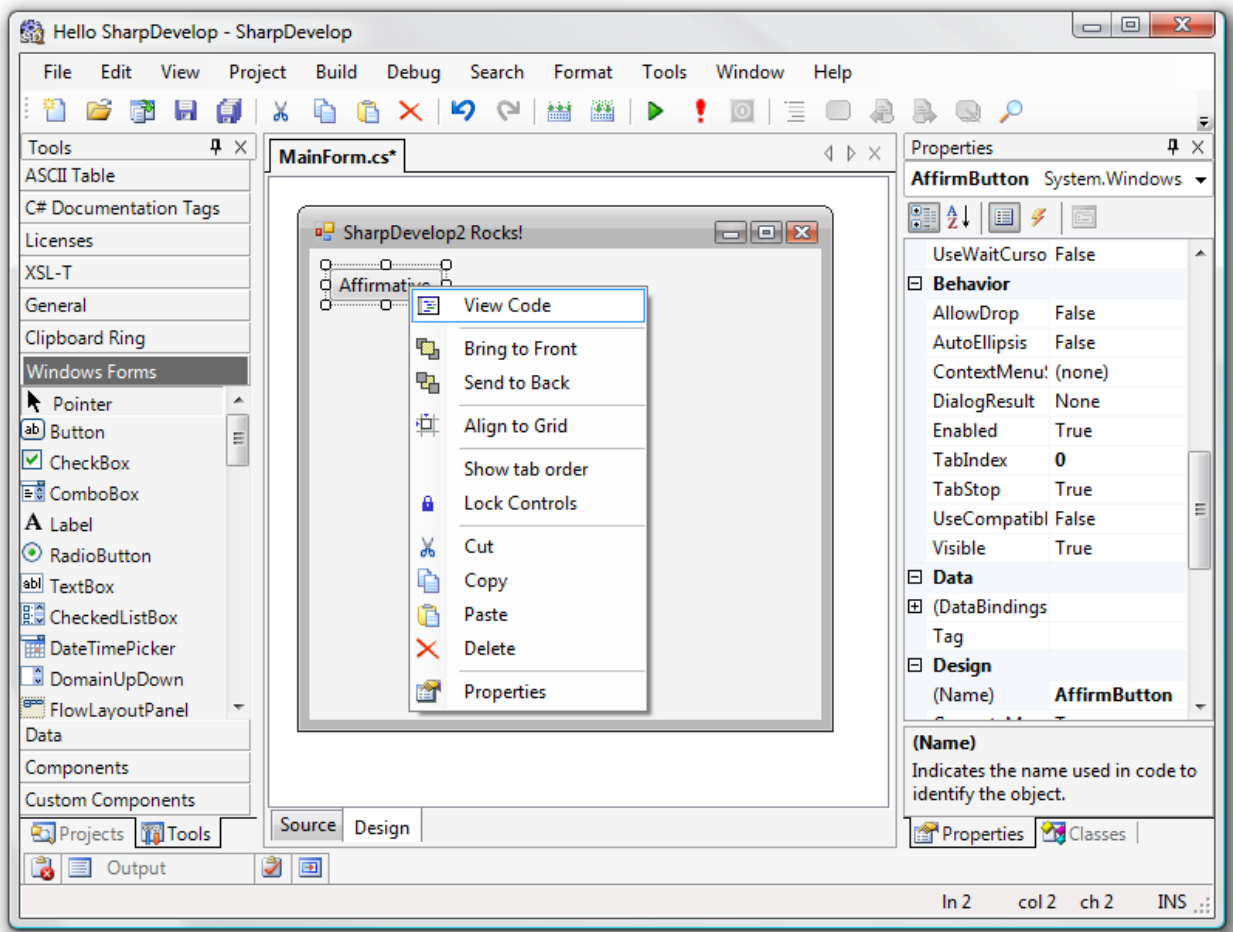 Hello SharpDevelop - SharpDevelop
File Edit View Project Build Debug Search Format Tools Window Help
Tools
ASCII Table
C# Documentation Tags
Licenses
XSL-T
General
Clipboard Ring
Windows Forms
Pointer
ab Button
CheckBox
ComboBox
A Label
RadioButton
abl TextBox
CheckedListBox
DateTimePicker
DomainUpDown
FlowLayoutPanel
Data
Components
Custom Components
Projects Tools
MainForm.cs*
SharpDevelop2 Rocks!
Affirmative
View Code
Bring to Front
Send to Back
Align to Grid
Show tab order
Lock Controls
Cut
Copy
Paste
Delete
Properties
Source Design
Properties
AffirmButton System.Windows
UseWaitCurso False
Behavior
AllowDrop False
AutoEllipsis False
ContextMenuS (none)
DialogResult None
Enabled True
TabIndex 0
TabStop True
UseCompatibl False
Visible True
Data
(DataBindings
Tag
Design
(Name) AffirmButton
(Name)
Indicates the name used in code to
identify the object.
Properties Classes
Output
ln 2 col 2 ch 2 INS